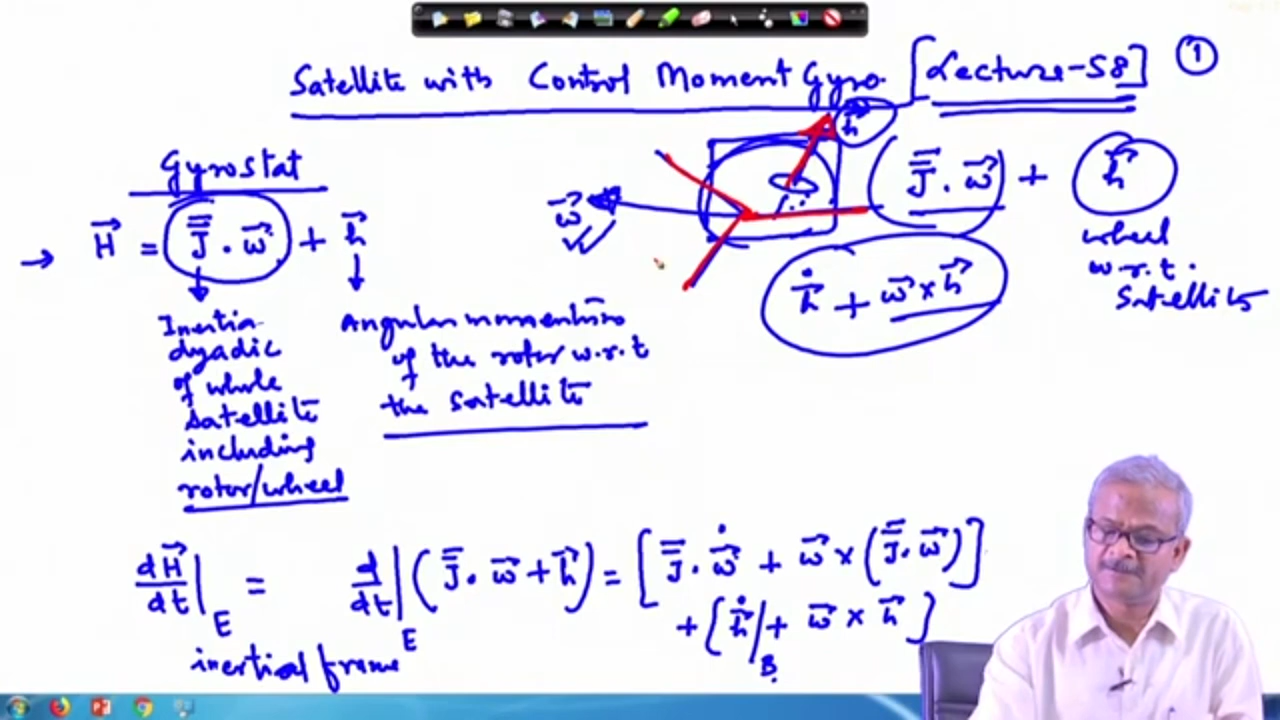 Satellite with Control Moment Gyro [Lecture-58] ①
Gyrostat
→ H⃗ = J̿ . ω⃗ + h⃗
Inertia
dyadic
of whole
satellite
including
rotor/wheel
Angular momentum
of the rotor w.r.t
the satellite
h⃗
ω⃗
(J̿ . ω⃗) + h⃗
wheel
w.r.t.
Satellite
ḣ⃗ + ω⃗ × h⃗
dH⃗/dt|E = d/dt|E (J̿ . ω⃗ + h⃗) = [J̿ . ω̇⃗ + ω⃗ × (J̿ . ω⃗)]
+ [ḣ⃗|B + ω⃗ × h⃗]
inertial frame